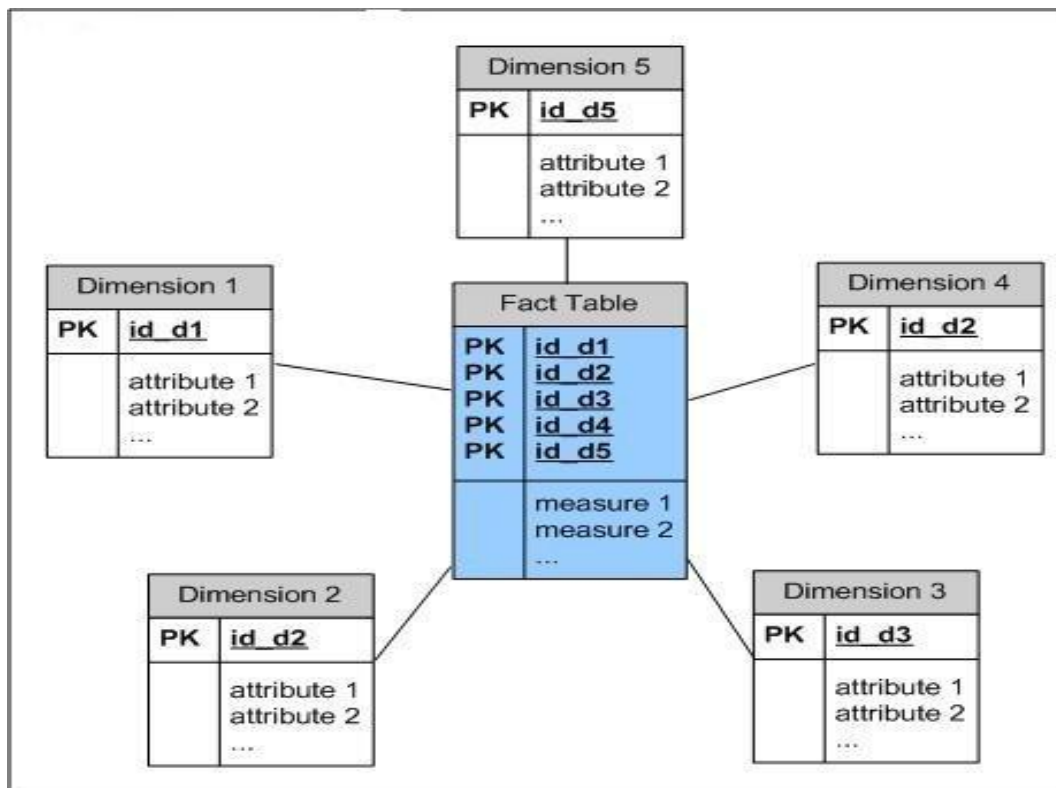 Dimension 5
PK id_d5
attribute 1
attribute 2
...
Dimension 1
PK id_d1
attribute 1
attribute 2
...
Fact Table
PK id_d1
PK id_d2
PK id_d3
PK id_d4
PK id_d5
measure 1
measure 2
...
Dimension 4
PK id_d2
attribute 1
attribute 2
...
Dimension 2
PK id_d2
attribute 1
attribute 2
...
Dimension 3
PK id_d3
attribute 1
attribute 2
...